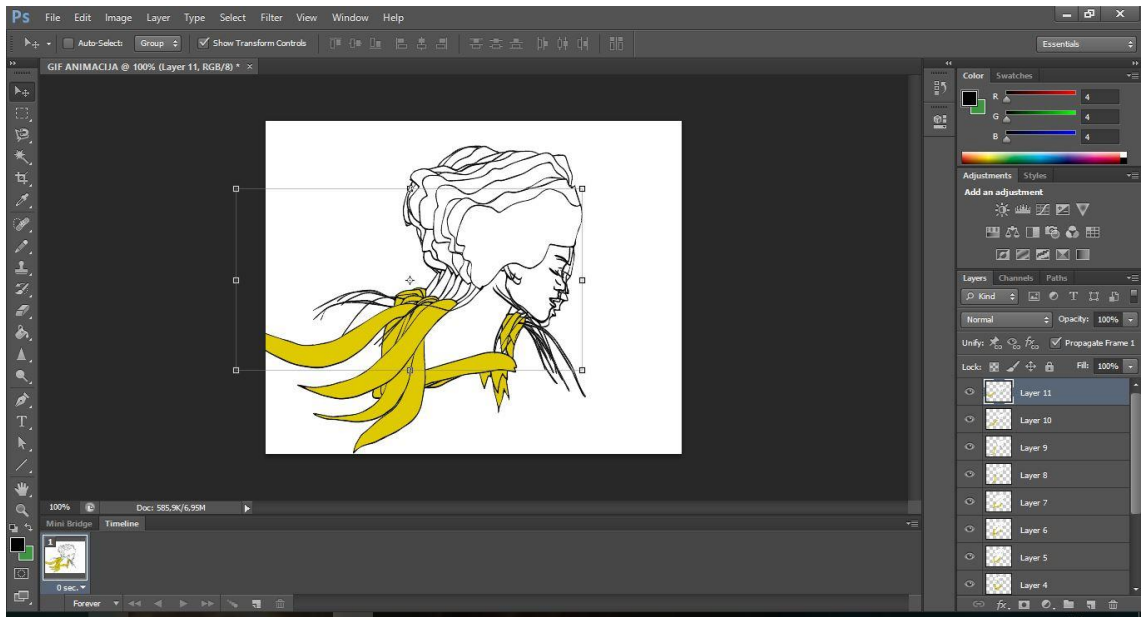 Ps File Edit Image Layer Type Select Filter View Window Help
Auto-Select: Group Show Transform Controls Essentials
GIF ANIMACIJA @ 100% (Layer 11, RGB/8) * ×
Color Swatches
R 4
G 4
B 4
Adjustments Styles
Add an adjustment
Layers Channels Paths
Kind
Normal Opacity: 100%
Unify: Propagate Frame 1
Lock: Fill: 100%
Layer 11
Layer 10
Layer 9
Layer 8
Layer 7
Layer 6
Layer 5
Layer 4
100% Doc: 585,9K/6,95M
Mini Bridge Timeline
1
0 sec.
Forever